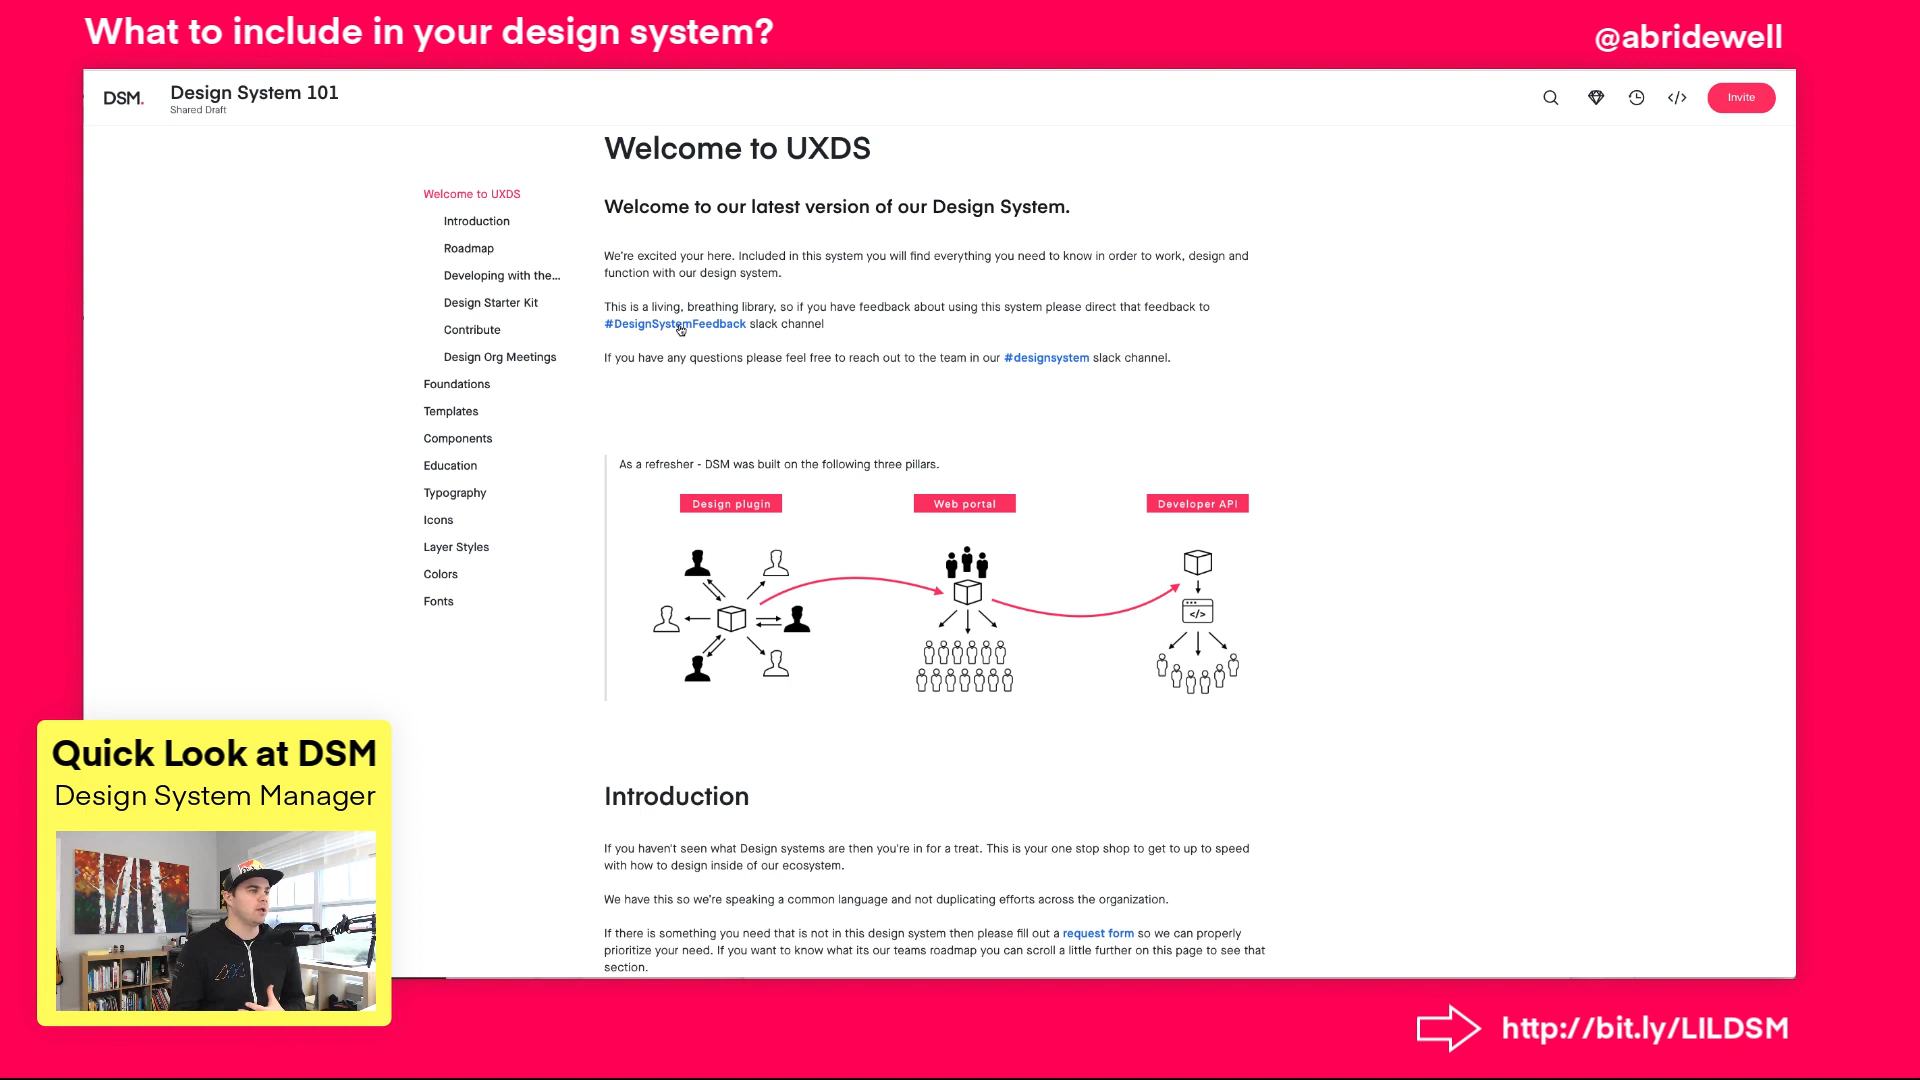 What to include in your design system?
@abridewell
DSM.
Design System 101
Shared Draft
Invite
Welcome to UXDS
Introduction
Roadmap
Developing with the...
Design Starter Kit
Contribute
Design Org Meetings
Foundations
Templates
Components
Education
Typography
Icons
Layer Styles
Colors
Fonts
Welcome to UXDS
Welcome to our latest version of our Design System.
We're excited your here. Included in this system you will find everything you need to know in order to work, design and
function with our design system.
This is a living, breathing library, so if you have feedback about using this system please direct that feedback to
#DesignSystemFeedback slack channel
If you have any questions please feel free to reach out to the team in our #designsystem slack channel.
As a refresher - DSM was built on the following three pillars.
Design plugin
Web portal
Developer API
</>
Introduction
If you haven't seen what Design systems are then you're in for a treat. This is your one stop shop to get to up to speed
with how to design inside of our ecosystem.
We have this so we're speaking a common language and not duplicating efforts across the organization.
If there is something you need that is not in this design system then please fill out a request form so we can properly
prioritize your need. If you want to know what its our teams roadmap you can scroll a little further on this page to see that
section.
Quick Look at DSM
Design System Manager
http://bit.ly/LILDSM